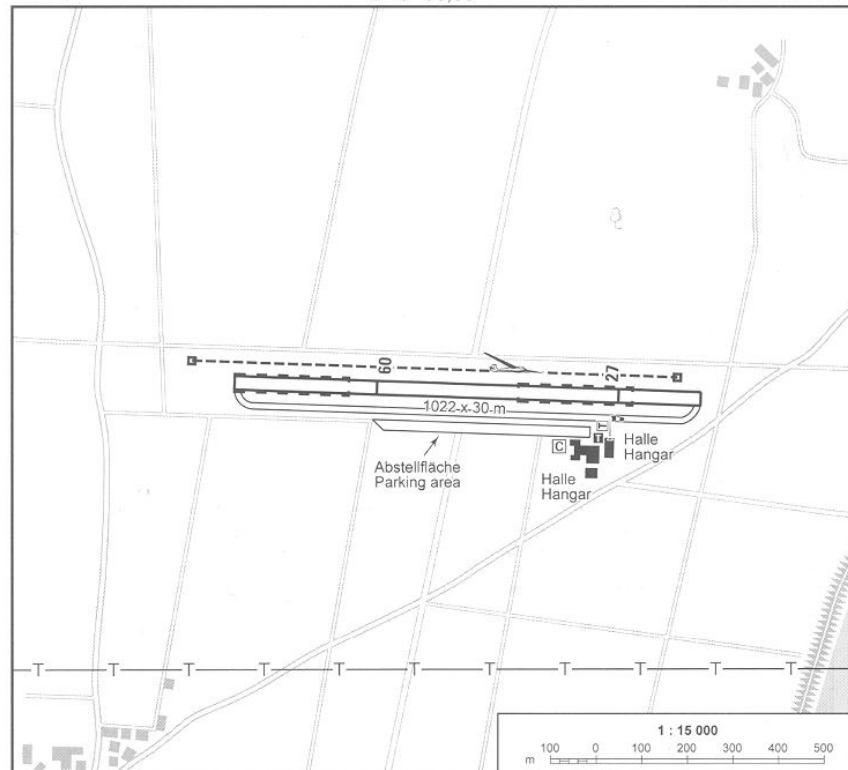 09
27
1022 x 30 m
T
T
C
Halle
Hangar
Abstellfläche
Parking area
Halle
Hangar
T T T T T T T T T T T
1 : 15 000
m 100 0 100 200 300 400 500